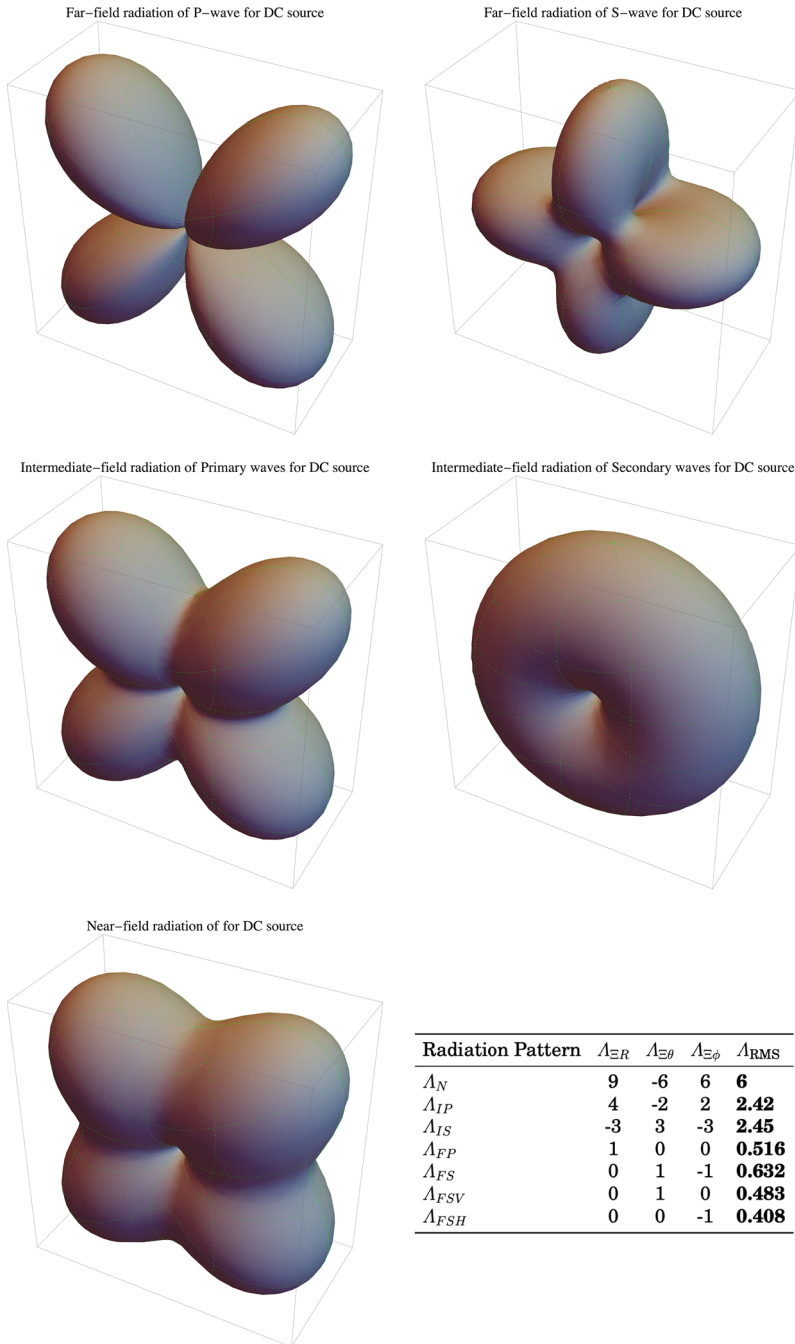 Far−field radiation of P−wave for DC source
Far−field radiation of S−wave for DC source
Intermediate−field radiation of Primary waves for DC source
Intermediate−field radiation of Secondary waves for DC source
Near−field radiation of for DC source
Radiation Pattern Λ_ΞR Λ_Ξθ Λ_Ξϕ Λ_RMS
Λ_N 9 -6 6 6
Λ_IP 4 -2 2 2.42
Λ_IS -3 3 -3 2.45
Λ_FP 1 0 0 0.516
Λ_FS 0 1 -1 0.632
Λ_FSV 0 1 0 0.483
Λ_FSH 0 0 -1 0.408